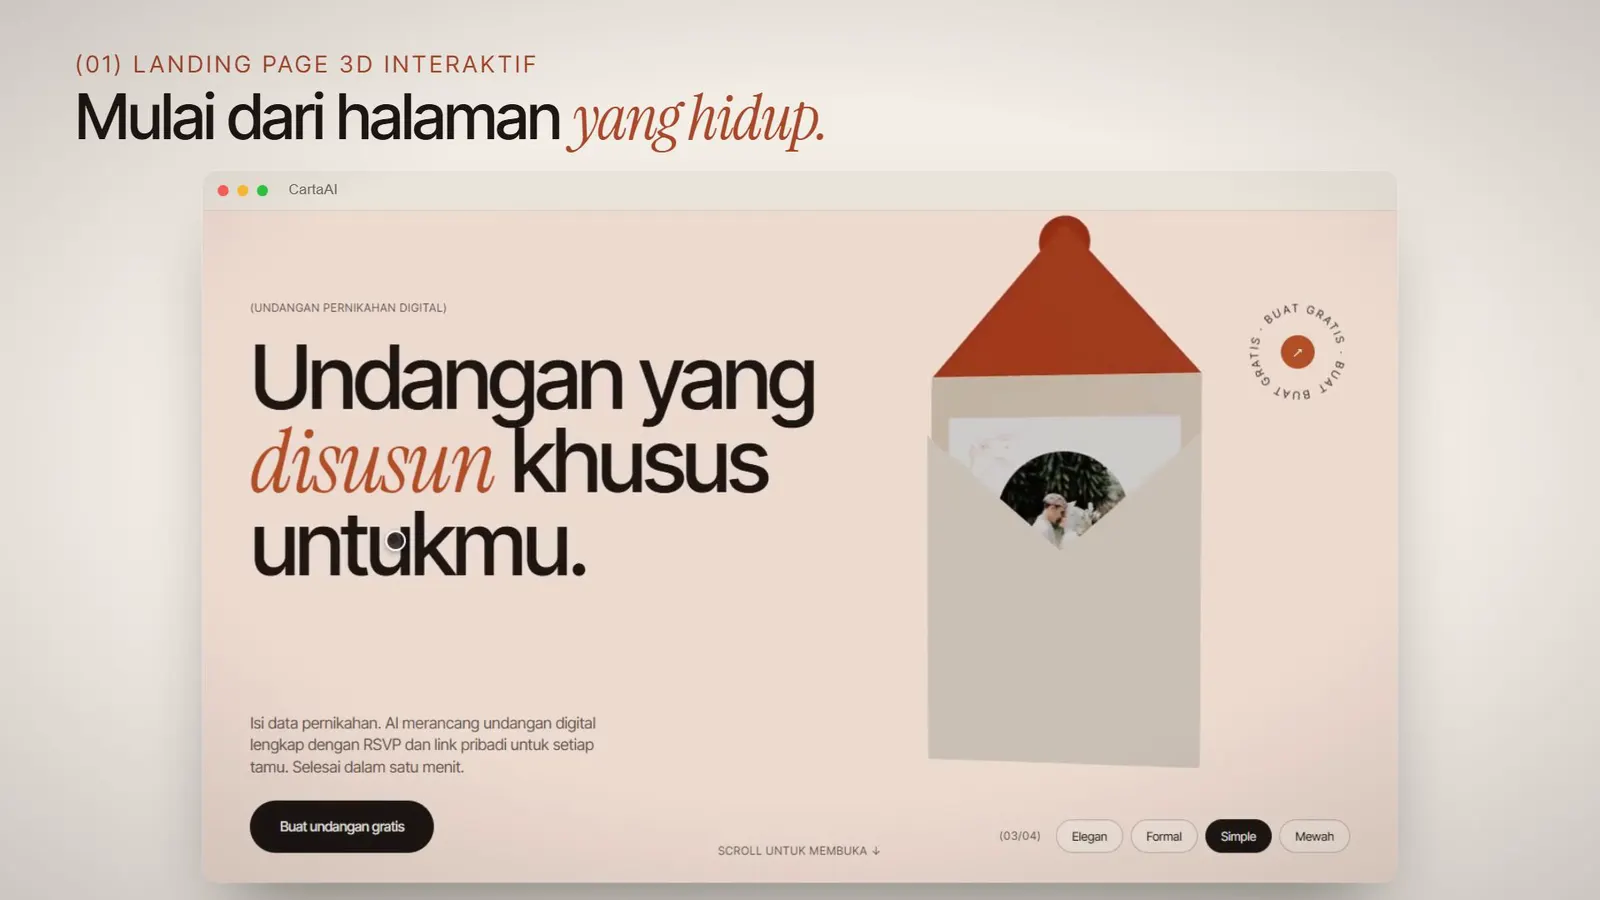 (01) LANDING PAGE 3D INTERAKTIF
Mulai dari halaman yang hidup.
CartaAI
(UNDANGAN PERNIKAHAN DIGITAL)
Undangan yang
disusun khusus
untukmu.
BUAT GRATIS · BUAT GRATIS · BUAT
Isi data pernikahan. AI merancang undangan digital
lengkap dengan RSVP dan link pribadi untuk setiap
tamu. Selesai dalam satu menit.
Buat undangan gratis
SCROLL UNTUK MEMBUKA ↓
(03/04)
Elegan
Formal
Simple
Mewah